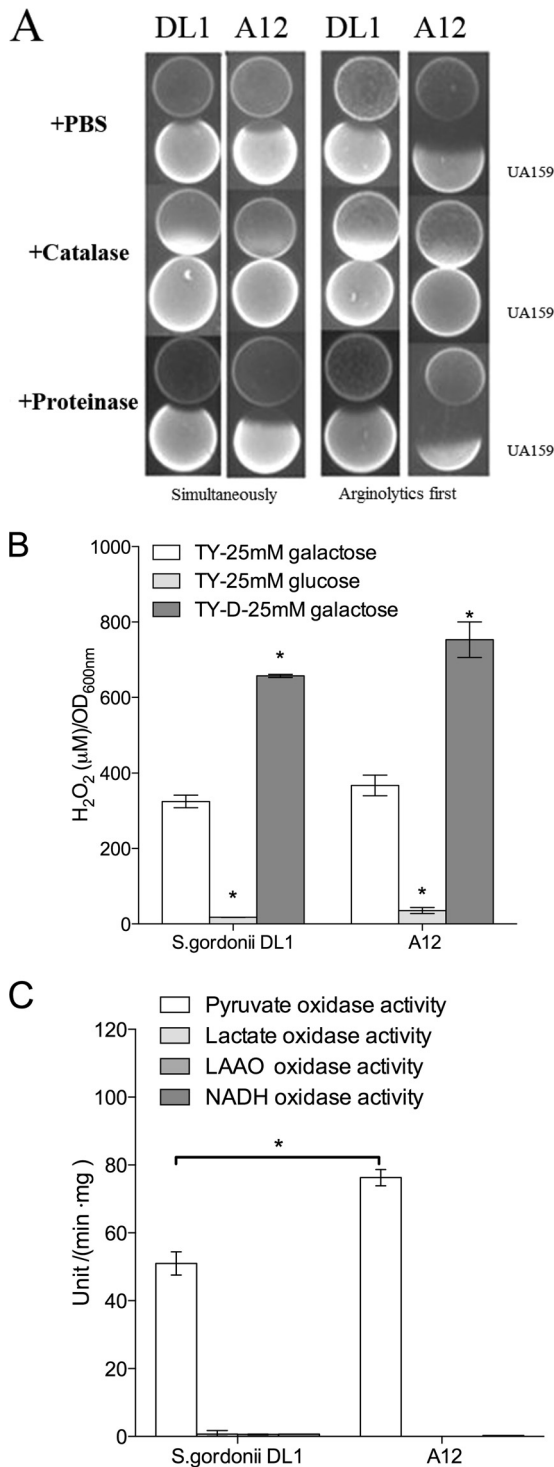 A
DL1 A12 DL1 A12
+PBS
UA159
+Catalase
UA159
+Proteinase
UA159
Simultaneously Arginolytics first
B
TY-25mM galactose
TY-25mM glucose
TY-D-25mM galactose
H2O2 (μM)/OD600nm
1000
800
600
400
200
0
* * * *
S.gordonii DL1 A12
C
Pyruvate oxidase activity
Lactate oxidase activity
LAAO oxidase activity
NADH oxidase activity
Unit /(min ·mg )
120
100
80
60
40
20
0
*
S.gordonii DL1 A12